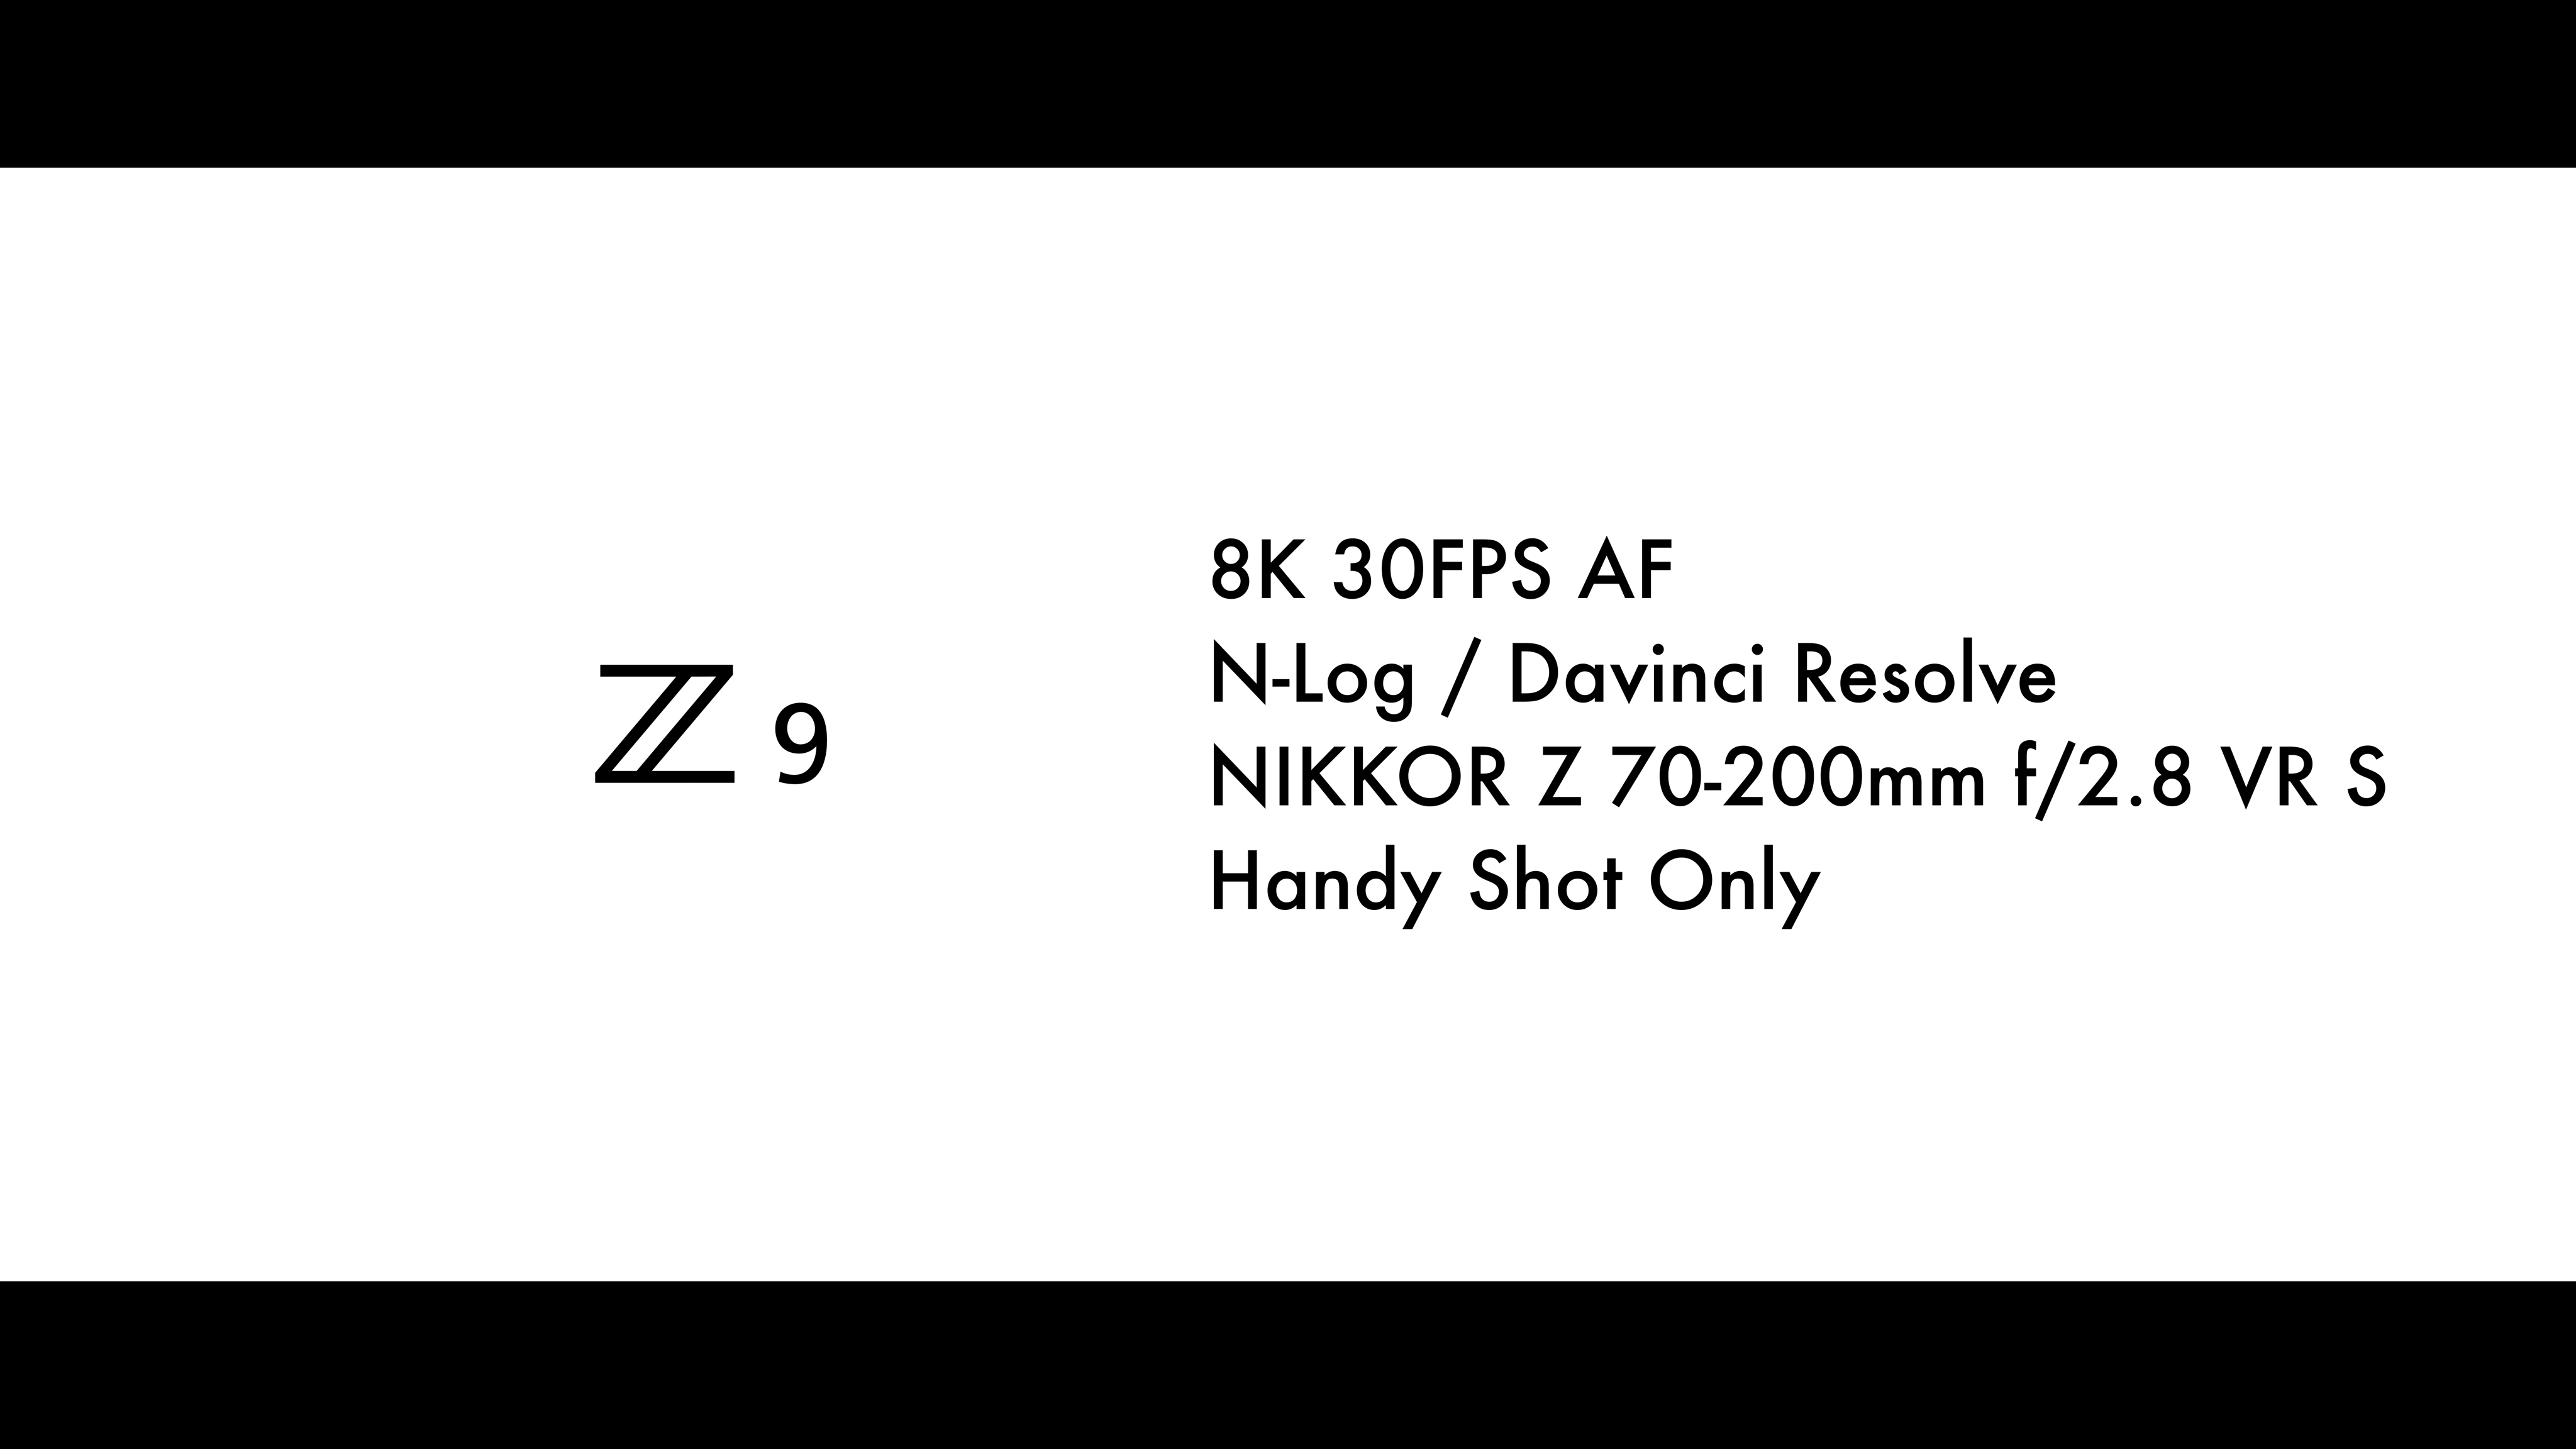 Z 9
8K 30FPS AF
N-Log / Davinci Resolve
NIKKOR Z 70-200mm f/2.8 VR S
Handy Shot Only